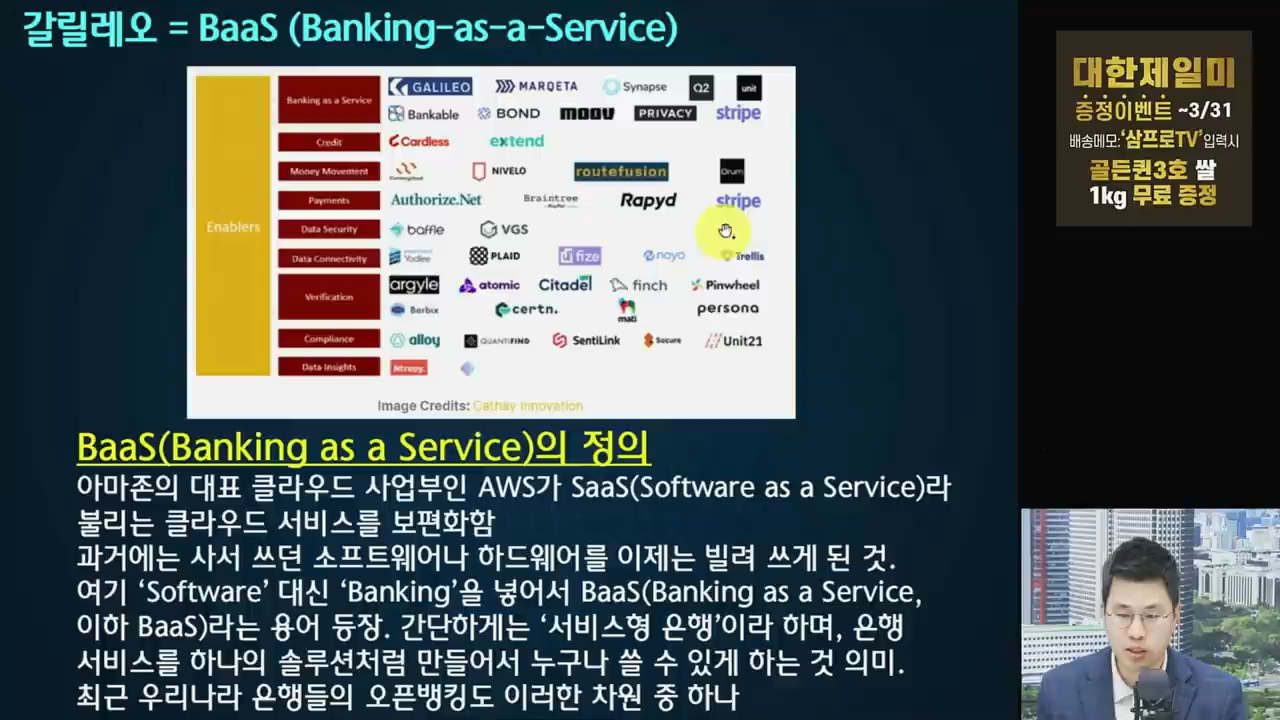 갈릴레오 = BaaS (Banking-as-a-Service)
대한제일미
증정이벤트 ~3/31
배송메모:'삼프로TV'입력시
골든퀸3호 쌀
1kg 무료 증정
Enablers
Banking as a Service
GALILEO MARQETA Synapse Q2 unit
Bankable BOND moov PRIVACY stripe
Credit
Cardless extend
Money Movement
NIVELO routefusion Orum
Payments
Authorize.Net Braintree Rapyd stripe
Data Security
baffle VGS
Data Connectivity
Yodlee PLAID fize noyo Trellis
Verification
argyle atomic Citadel finch Pinwheel
Berbix certn. mati persona
Compliance
alloy QUANTIFIND SentiLink Socure Unit21
Data Insights
Ntropy.
Image Credits: Cathay Innovation
BaaS(Banking as a Service)의 정의
아마존의 대표 클라우드 사업부인 AWS가 SaaS(Software as a Service)라
불리는 클라우드 서비스를 보편화함
과거에는 사서 쓰던 소프트웨어나 하드웨어를 이제는 빌려 쓰게 된 것.
여기 ‘Software’ 대신 ‘Banking’을 넣어서 BaaS(Banking as a Service,
이하 BaaS)라는 용어 등장. 간단하게는 ‘서비스형 은행’이라 하며, 은행
서비스를 하나의 솔루션처럼 만들어서 누구나 쓸 수 있게 하는 것 의미.
최근 우리나라 은행들의 오픈뱅킹도 이러한 차원 중 하나